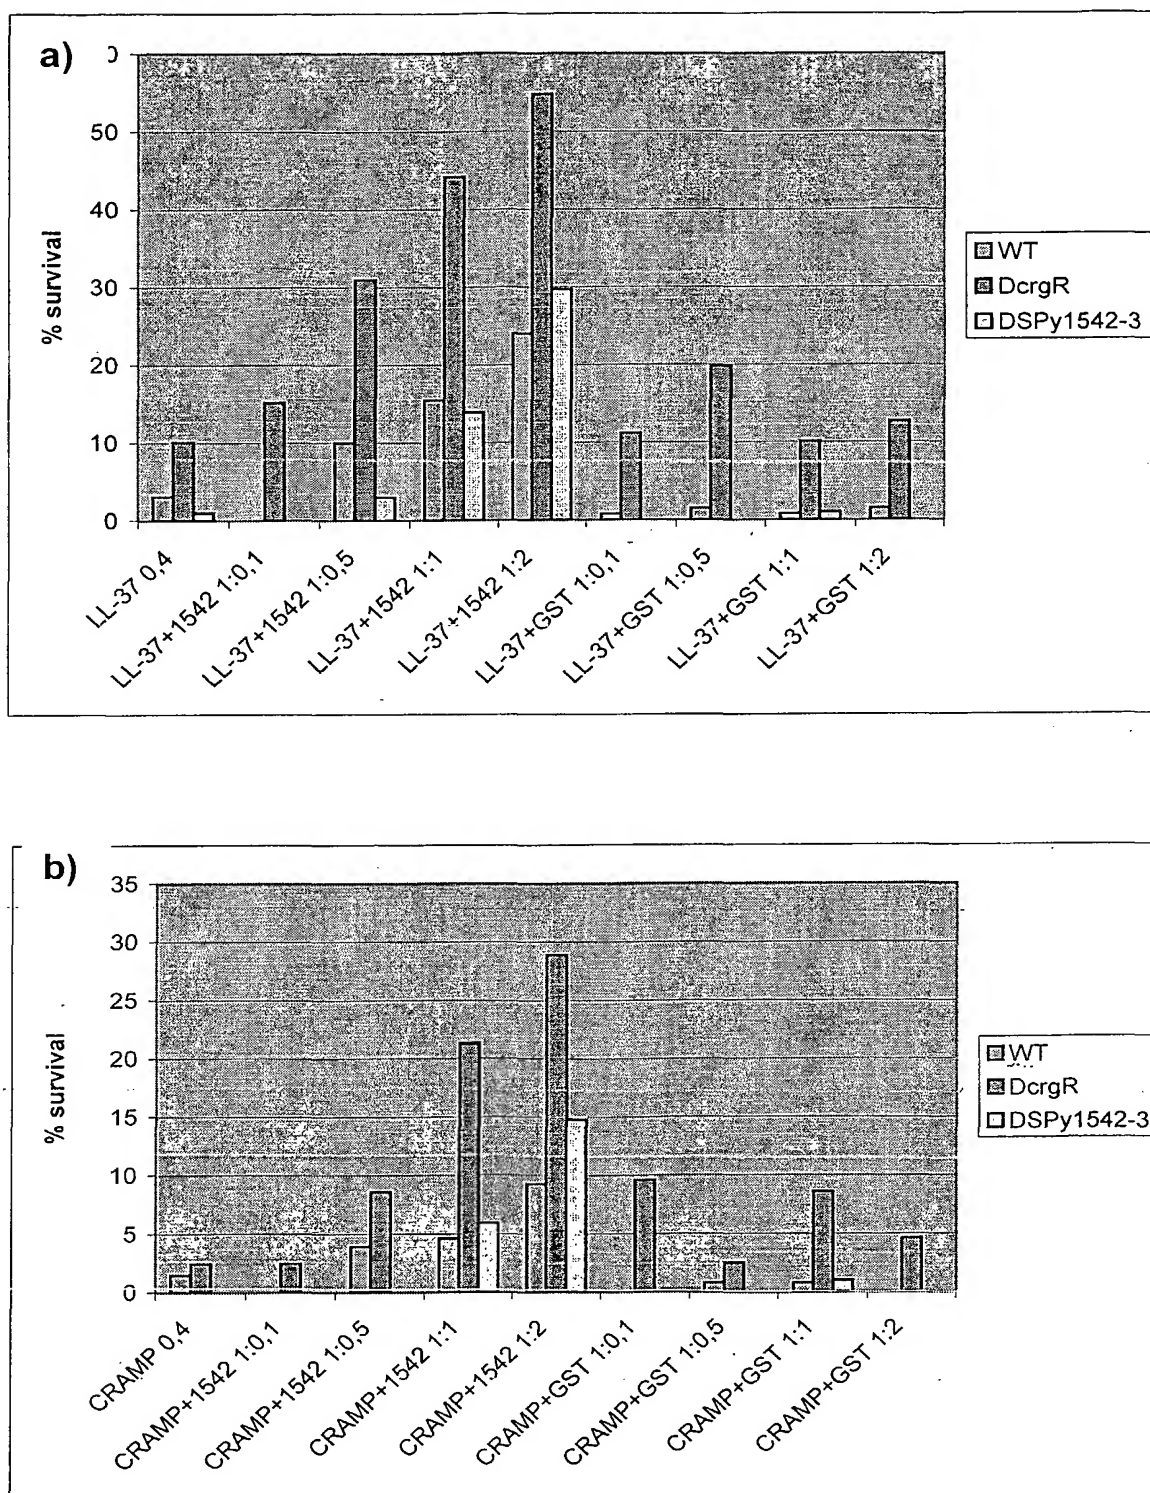 a)
0
50
40
30
20
10
0
% survival
WT
DcrgR
DSPy1542-3
LL-37 0,4
LL-37+1542 1:0,1
LL-37+1542 1:0,5
LL-37+1542 1:1
LL-37+1542 1:2
LL-37+GST 1:0,1
LL-37+GST 1:0,5
LL-37+GST 1:1
LL-37+GST 1:2
b)
35
30
25
20
15
10
5
0
% survival
WT
DcrgR
DSPy1542-3
CRAMP 0,4
CRAMP+1542 1:0,1
CRAMP+1542 1:0,5
CRAMP+1542 1:1
CRAMP+1542 1:2
CRAMP+GST 1:0,1
CRAMP+GST 1:0,5
CRAMP+GST 1:1
CRAMP+GST 1:2